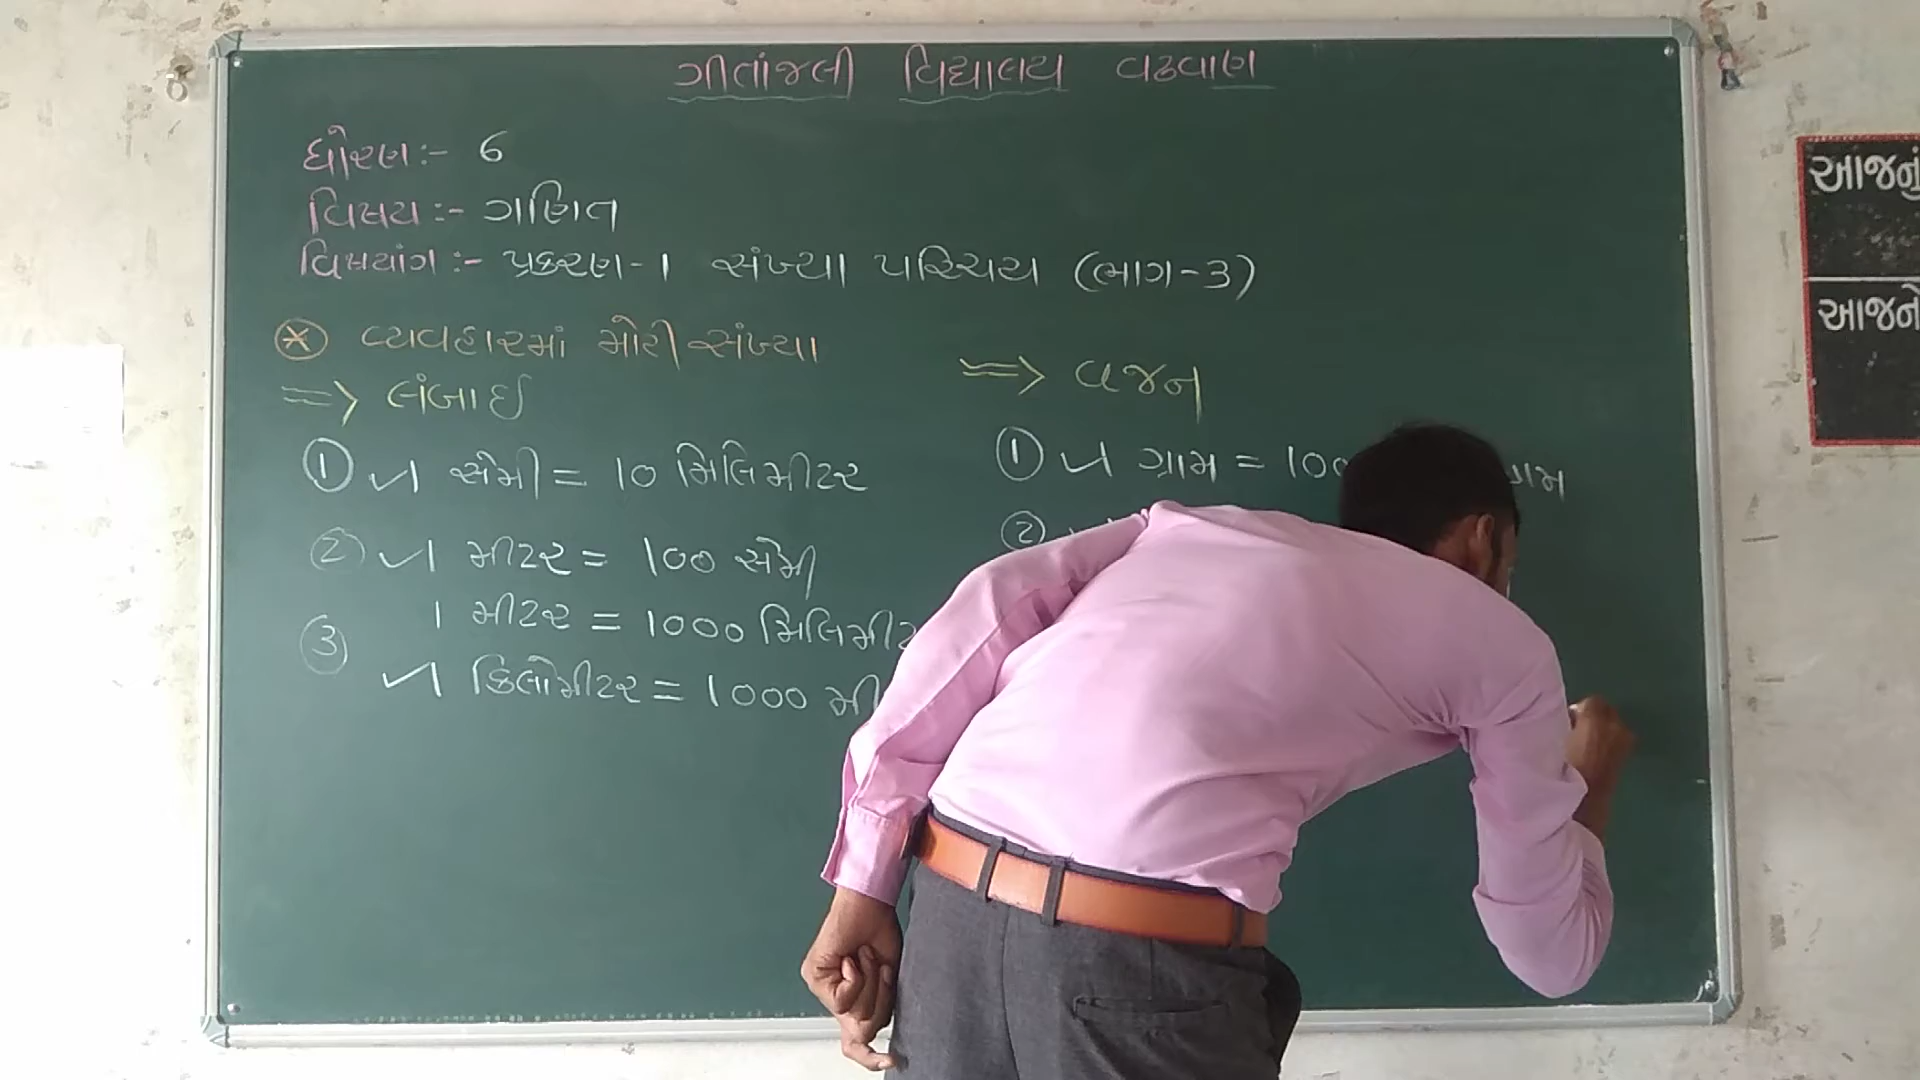 ગીતાંજલી વિદ્યાલય વઢવાણ
ધોરણ :- 6
વિષય :- ગણિત
વિષયાંગ :- પ્રકરણ-1 સંખ્યા પરિચય (ભાગ-3)
* વ્યવહારમાં મોટી સંખ્યા
=> લંબાઈ
① ✓1 સેમી = 10 મિલિમીટર
② ✓1 મીટર = 100 સેમી
1 મીટર = 1000 મિલિમીટ
③ ✓1 કિલોમીટર = 1000 મી
=> વજન
① ✓1 ગ્રામ = 100 ગ્રામ
②
આજનું
આજનો